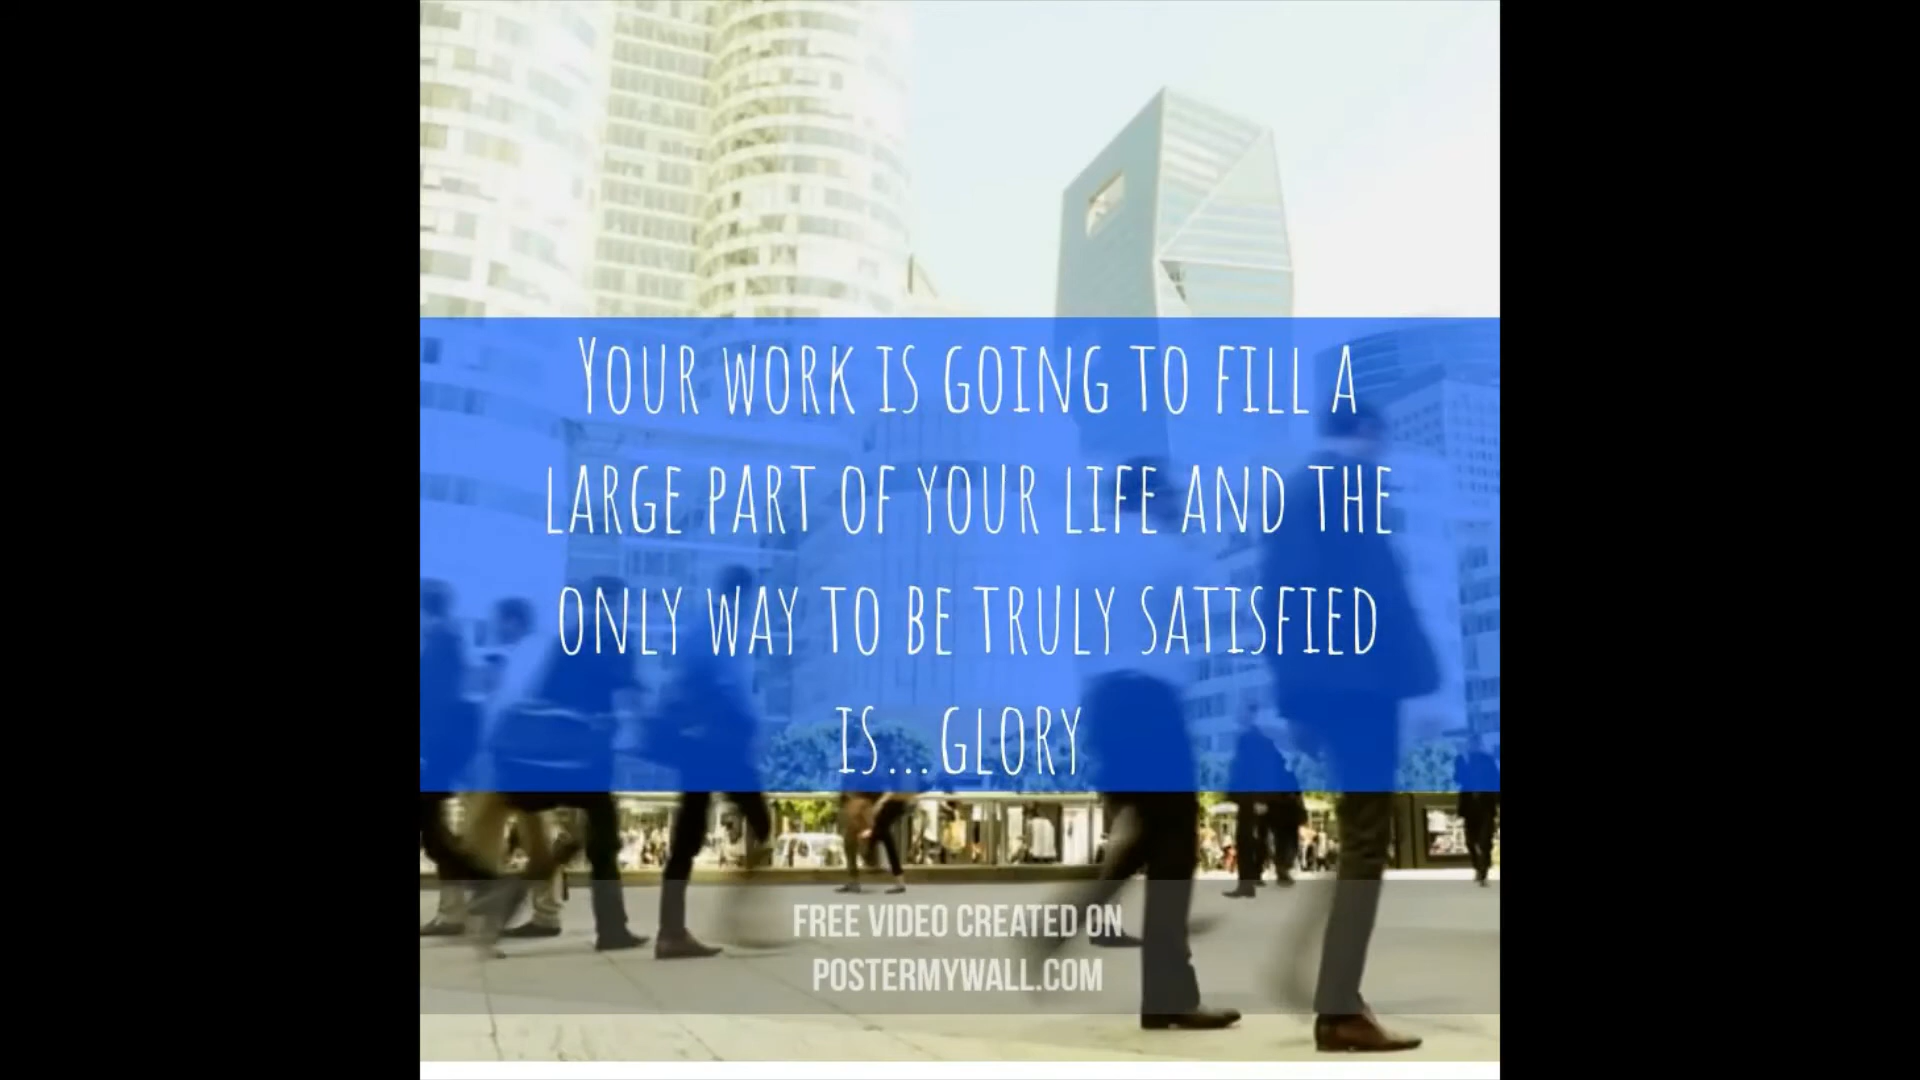 Your work is going to fill a
large part of your life and the
only way to be truly satisfied
is...glory
FREE VIDEO CREATED ON
POSTERMYWALL.COM